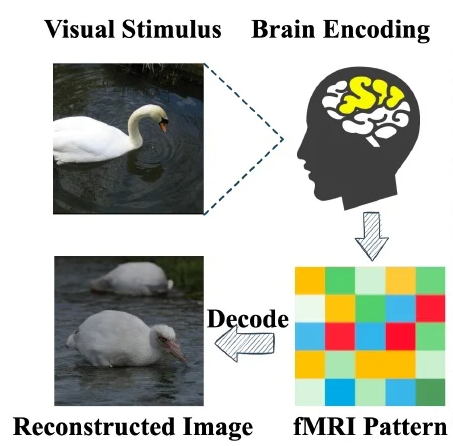 Visual Stimulus
Brain Encoding
Decode
Reconstructed Image
fMRI Pattern